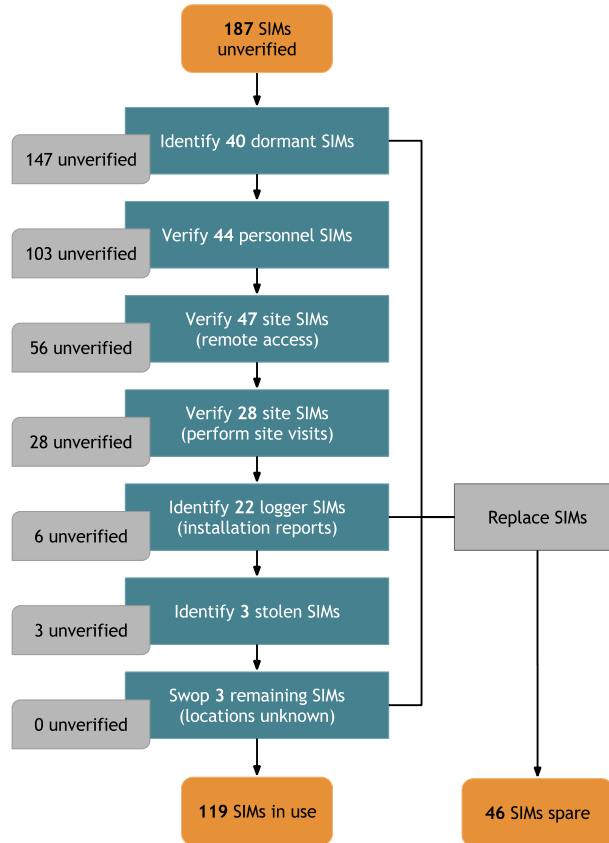 187 SIMs
unverified
Identify 40 dormant SIMs
147 unverified
Verify 44 personnel SIMs
103 unverified
Verify 47 site SIMs
(remote access)
56 unverified
Verify 28 site SIMs
(perform site visits)
28 unverified
Identify 22 logger SIMs
(installation reports)
6 unverified
Replace SIMs
Identify 3 stolen SIMs
3 unverified
Swop 3 remaining SIMs
(locations unknown)
0 unverified
119 SIMs in use
46 SIMs spare